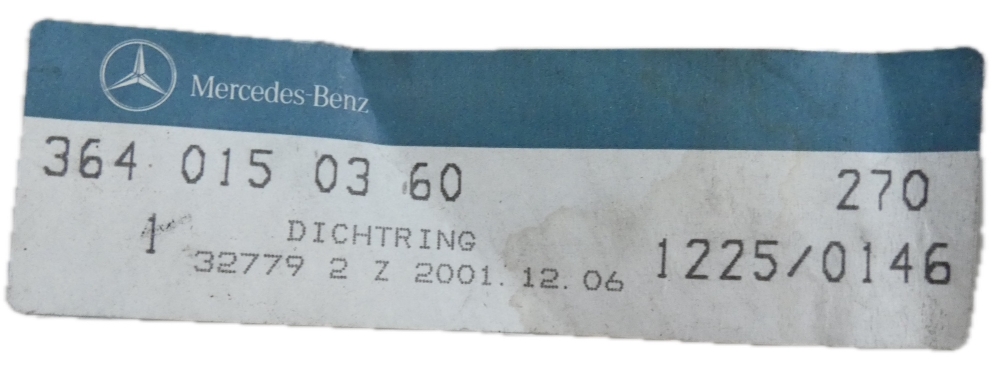 Mercedes-Benz
364 015 03 60 270
1 DICHTRING
32779 2 Z 2001.12.06 1225/0146